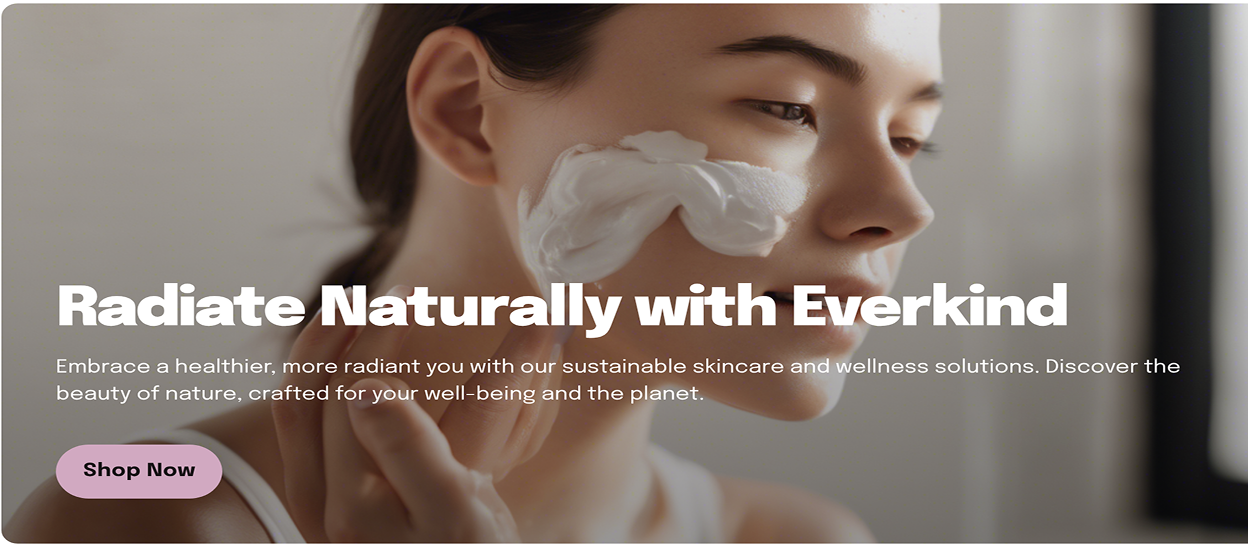 Radiate Naturally with Everkind
Embrace a healthier, more radiant you with our sustainable skincare and wellness solutions. Discover the
beauty of nature, crafted for your well-being and the planet.
Shop Now